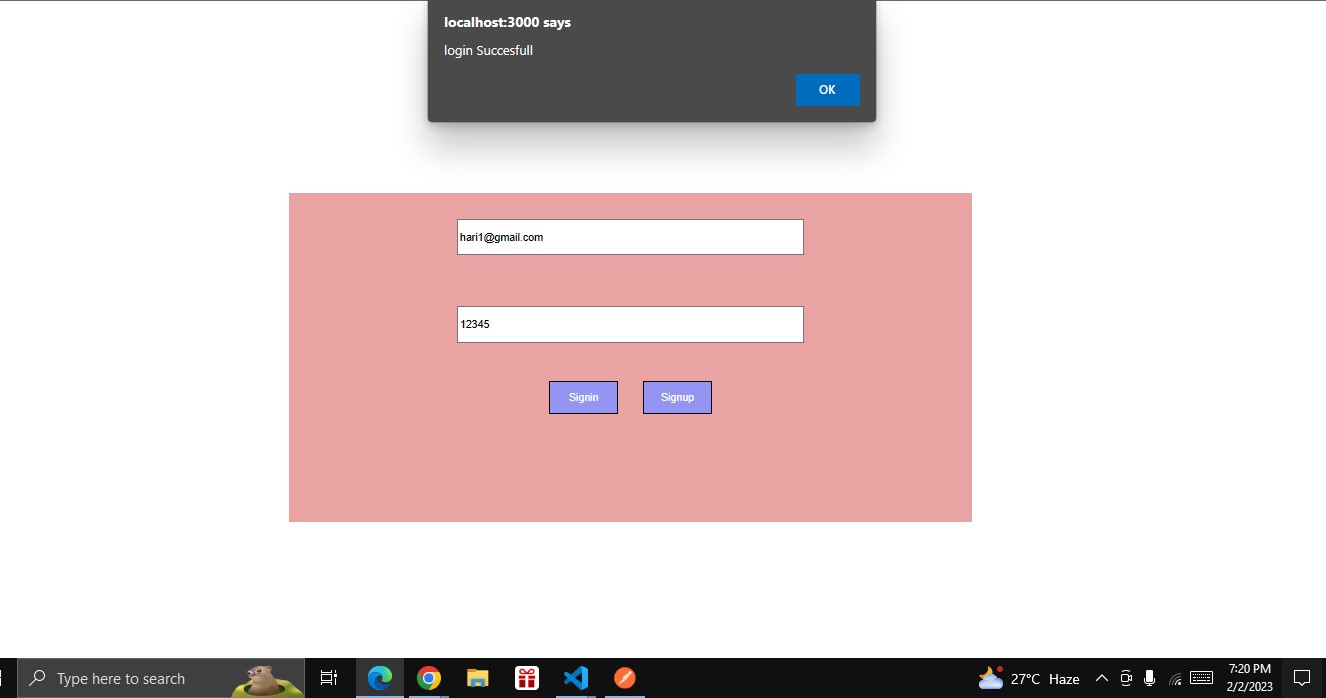 localhost:3000 says
login Succesfull
OK
hari1@gmail.com
12345
Signin Signup
Type here to search
27°C Haze
7:20 PM
2/2/2023